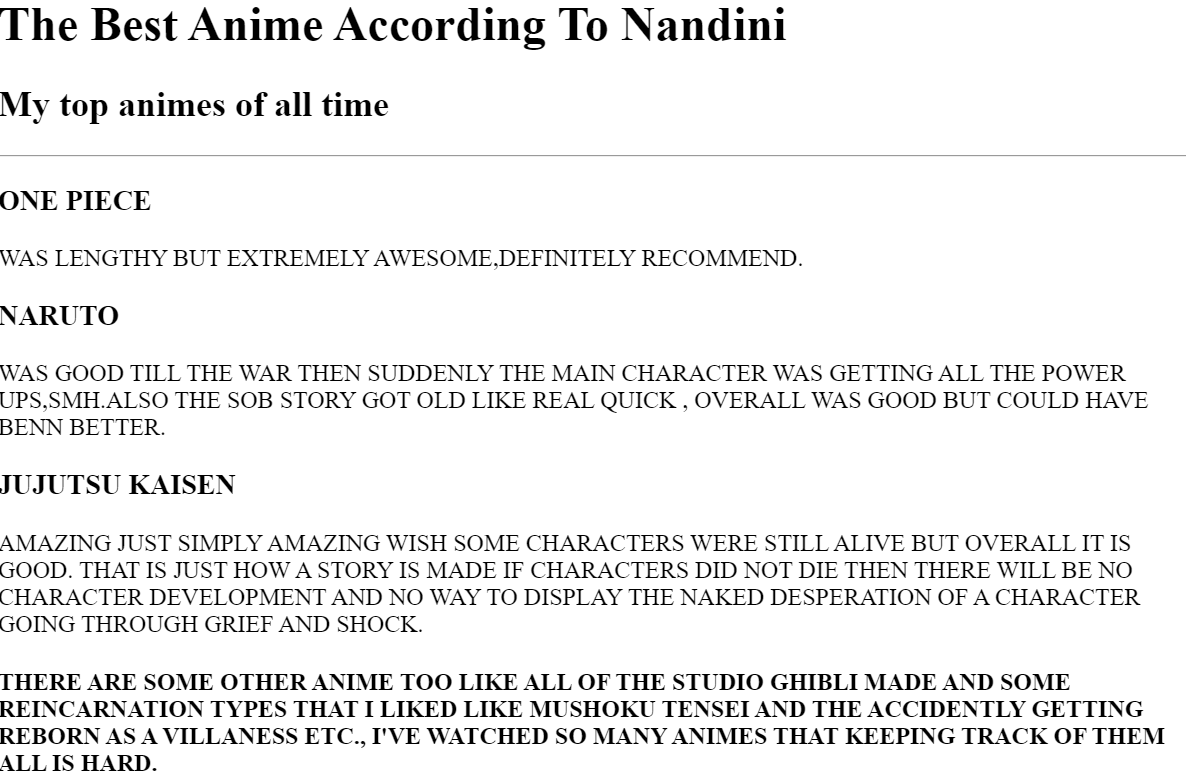 The Best Anime According To Nandini
My top animes of all time
ONE PIECE
WAS LENGTHY BUT EXTREMELY AWESOME,DEFINITELY RECOMMEND.
NARUTO
WAS GOOD TILL THE WAR THEN SUDDENLY THE MAIN CHARACTER WAS GETTING ALL THE POWER
UPS,SMH.ALSO THE SOB STORY GOT OLD LIKE REAL QUICK , OVERALL WAS GOOD BUT COULD HAVE
BENN BETTER.
JUJUTSU KAISEN
AMAZING JUST SIMPLY AMAZING WISH SOME CHARACTERS WERE STILL ALIVE BUT OVERALL IT IS
GOOD. THAT IS JUST HOW A STORY IS MADE IF CHARACTERS DID NOT DIE THEN THERE WILL BE NO
CHARACTER DEVELOPMENT AND NO WAY TO DISPLAY THE NAKED DESPERATION OF A CHARACTER
GOING THROUGH GRIEF AND SHOCK.
THERE ARE SOME OTHER ANIME TOO LIKE ALL OF THE STUDIO GHIBLI MADE AND SOME
REINCARNATION TYPES THAT I LIKED LIKE MUSHOKU TENSEI AND THE ACCIDENTLY GETTING
REBORN AS A VILLANESS ETC., I'VE WATCHED SO MANY ANIMES THAT KEEPING TRACK OF THEM
ALL IS HARD.